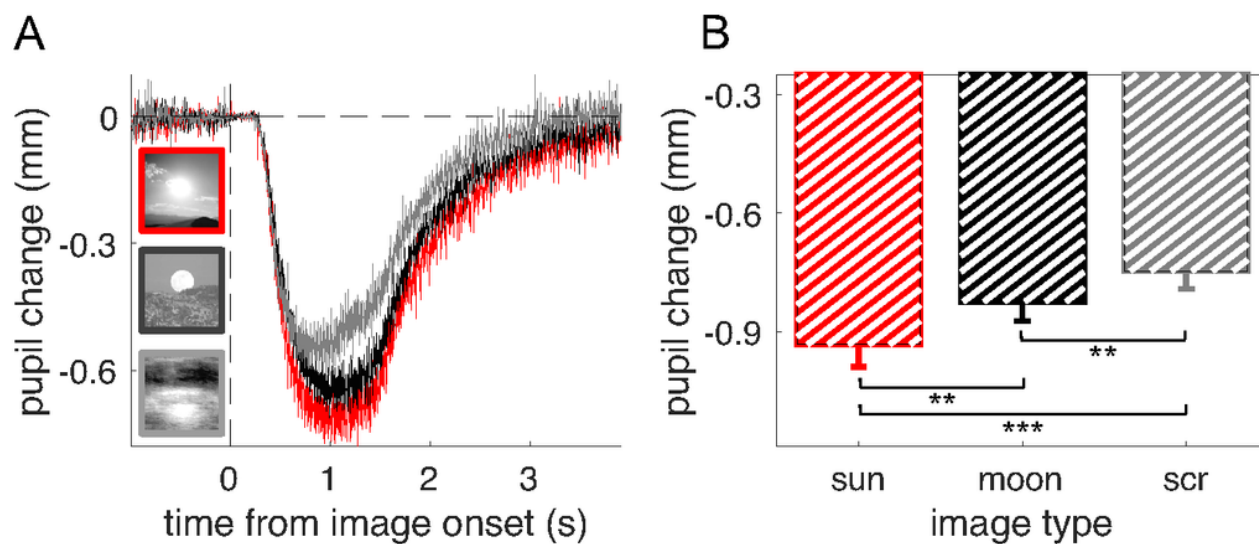 A
pupil change (mm)
0
-0.3
-0.6
0 1 2 3
time from image onset (s)
B
pupil change (mm)
-0.3
-0.6
-0.9
**
**
***
sun moon scr
image type